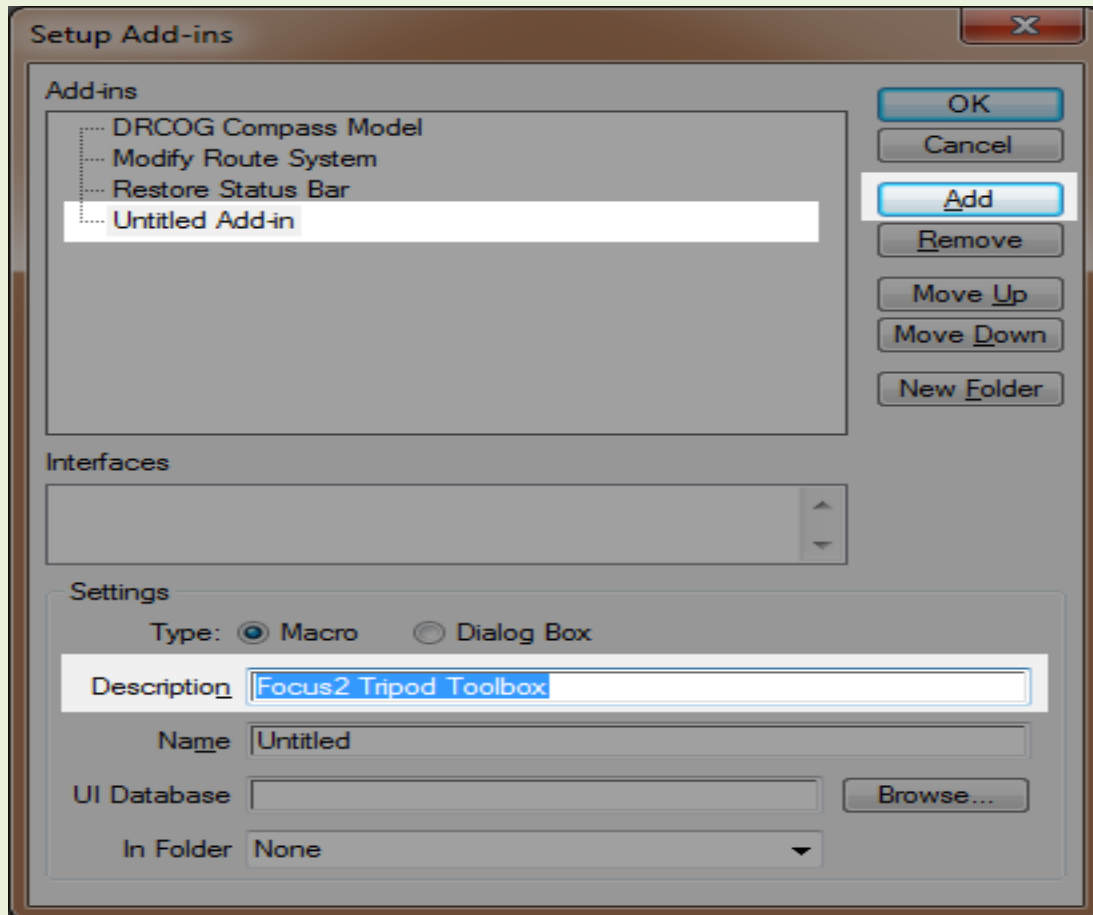 Setup Add-ins
Add-ins
DRCOG Compass Model
Modify Route System
Restore Status Bar
Untitled Add-in
OK
Cancel
Add
Remove
Move Up
Move Down
New Folder
Interfaces
Settings
Type: Macro Dialog Box
Description Focus2 Tripod Toolbox
Name Untitled
UI Database Browse...
In Folder None